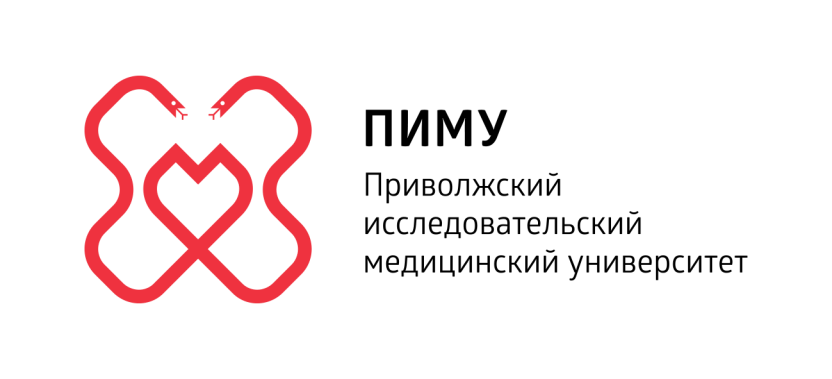 ПИМУ
Приволжский
исследовательский
медицинский университет